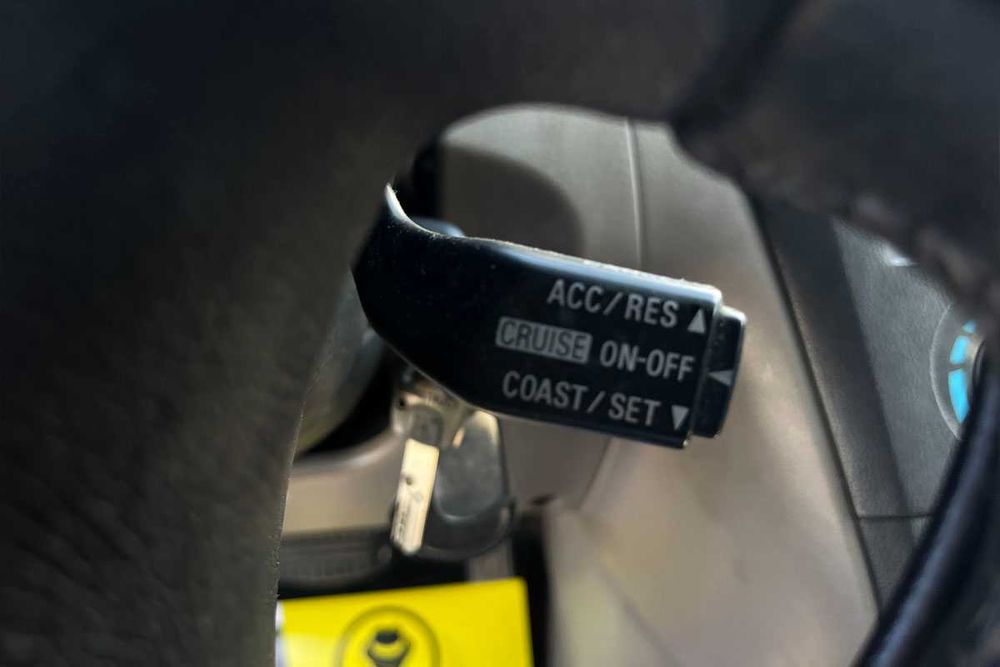 ACC/RES ▲
CRUISE ON-OFF ◀
COAST/SET ▼